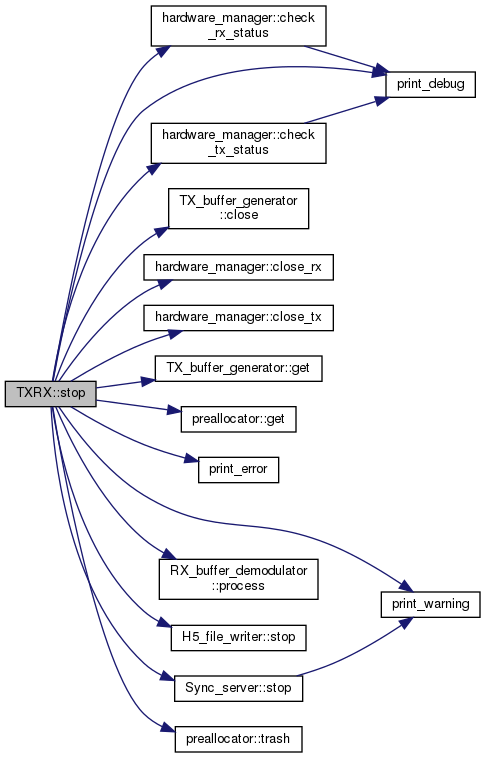 hardware_manager::check
_rx_status
print_debug
hardware_manager::check
_tx_status
TX_buffer_generator
::close
hardware_manager::close_rx
hardware_manager::close_tx
TX_buffer_generator::get
TXRX::stop
preallocator::get
print_error
RX_buffer_demodulator
::process
print_warning
H5_file_writer::stop
Sync_server::stop
preallocator::trash